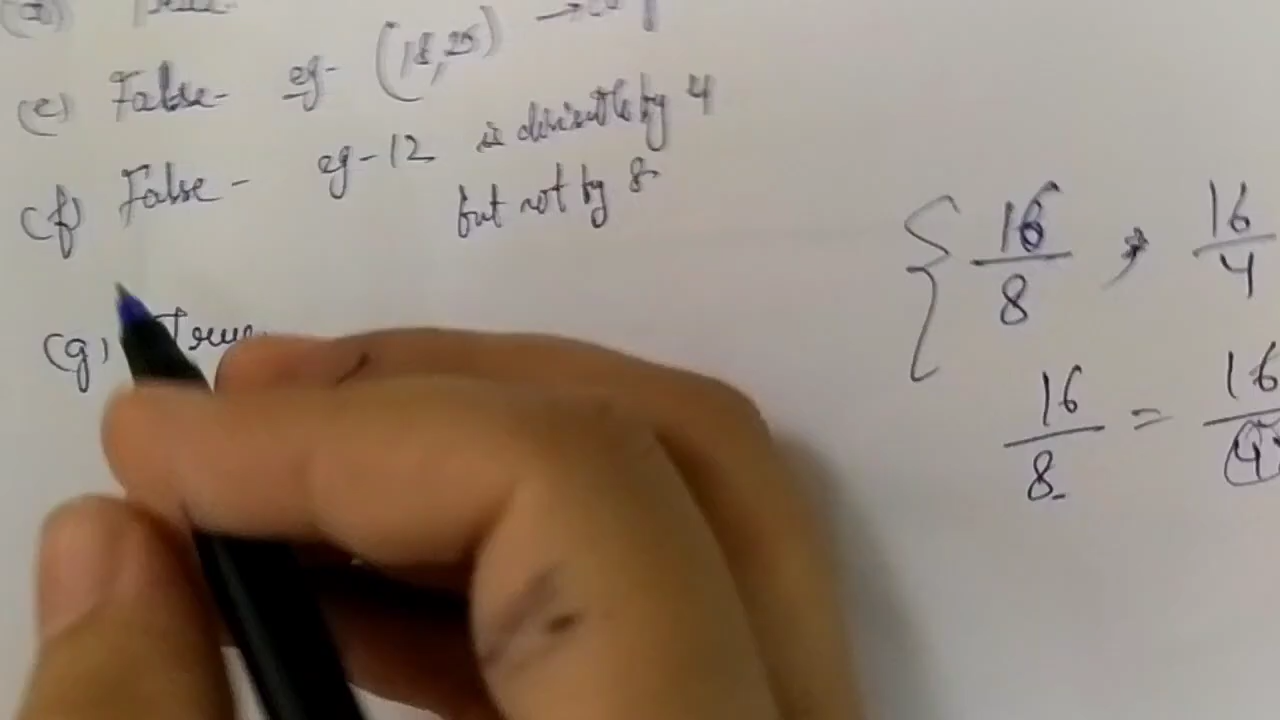 (e) False- eg- (18,25) →
(f) False - eg-12 is divisible by 4
but not by 8
(g) True
16/8 , 16/4
16/8 = 16/4